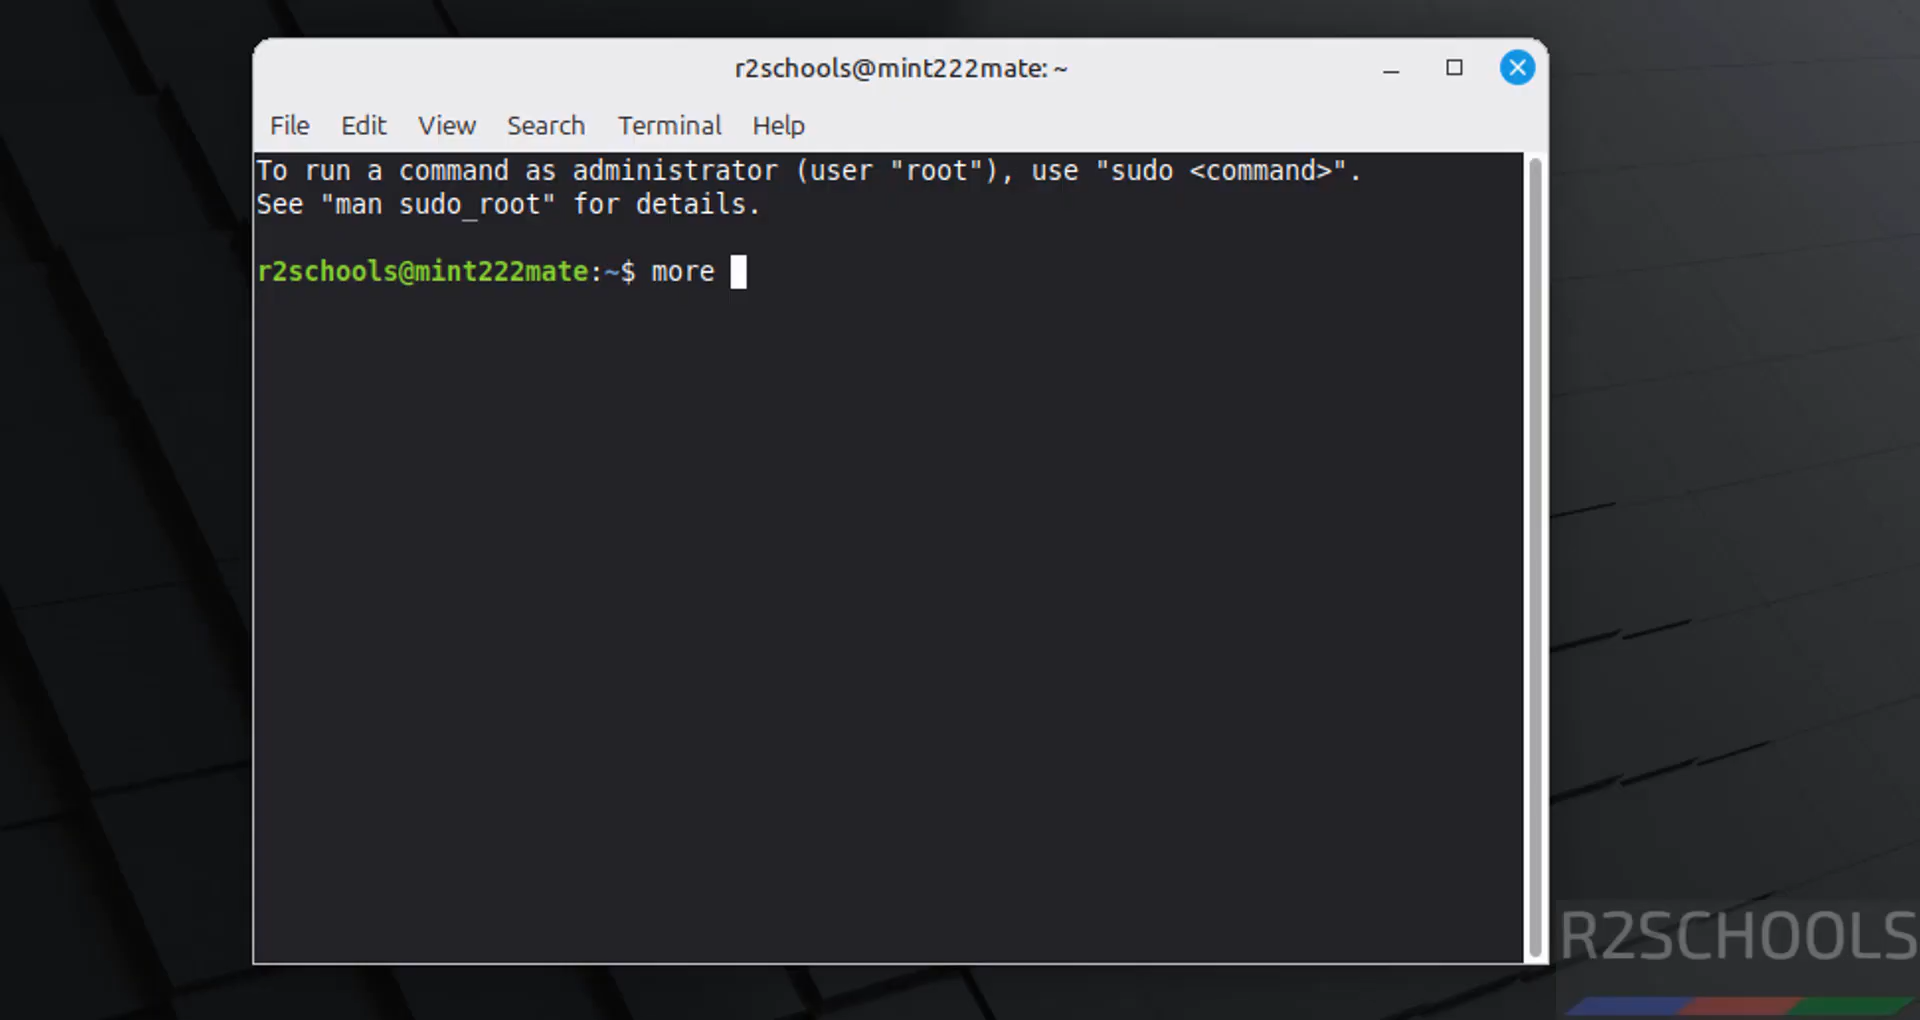 r2schools@mint222mate: ~
File Edit View Search Terminal Help
To run a command as administrator (user "root"), use "sudo <command>".
See "man sudo_root" for details.
r2schools@mint222mate:~$ more
R2SCHOOLS